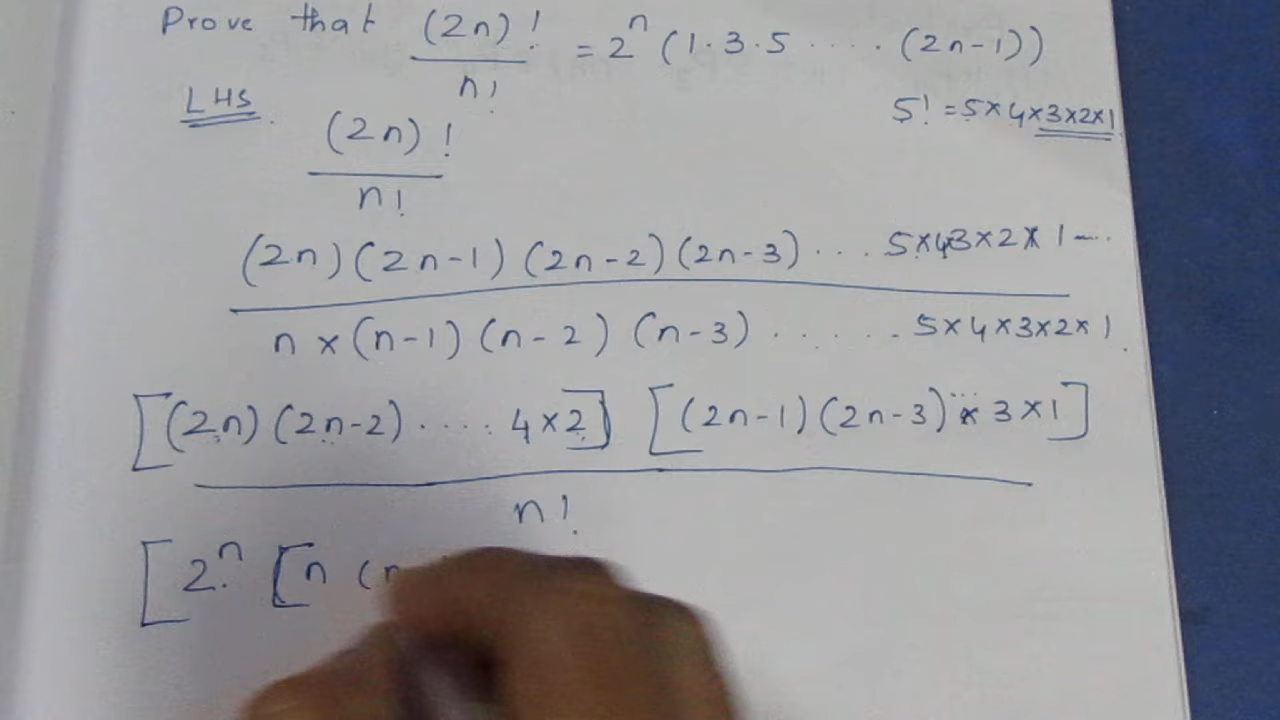 Prove that (2n)! / n! = 2^n (1·3·5 ···· (2n-1))
LHS.
5! = 5×4×3×2×1.
(2n)! / n!
(2n)(2n-1)(2n-2)(2n-3)... 5×43×2×1....
n×(n-1)(n-2)(n-3)...... 5×4×3×2×1.
[(2n)(2n-2)..... 4×2] [(2n-1)(2n-3)...× 3×1]
n!
[2^n [n (n